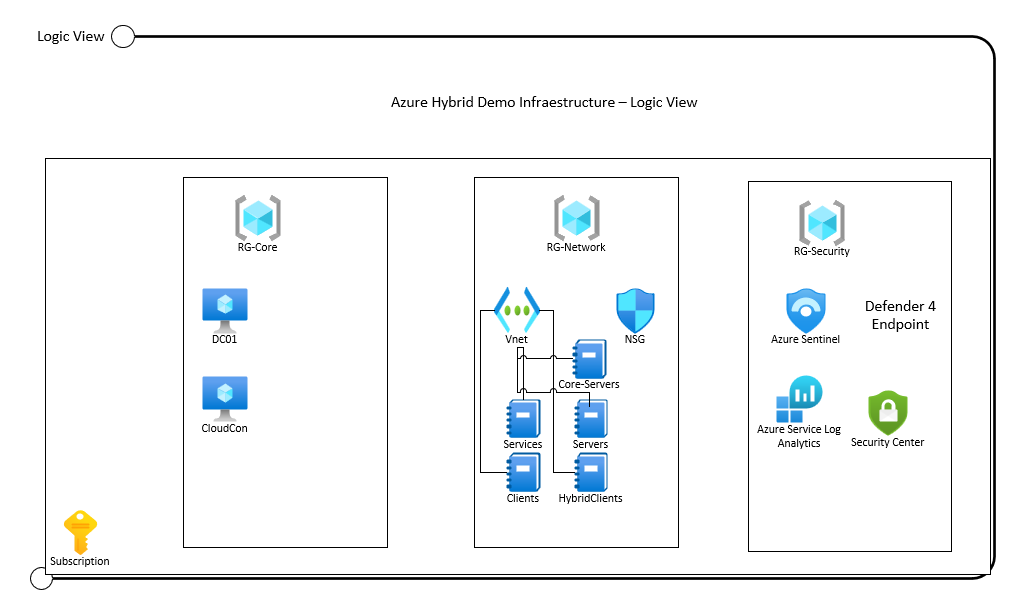 Logic View
Azure Hybrid Demo Infraestructure – Logic View
RG-Core
DC01
CloudCon
RG-Network
Vnet
NSG
Core-Servers
Services
Servers
Clients
HybridClients
RG-Security
Azure Sentinel
Defender 4
Endpoint
Azure Service Log
Analytics
Security Center
Subscription